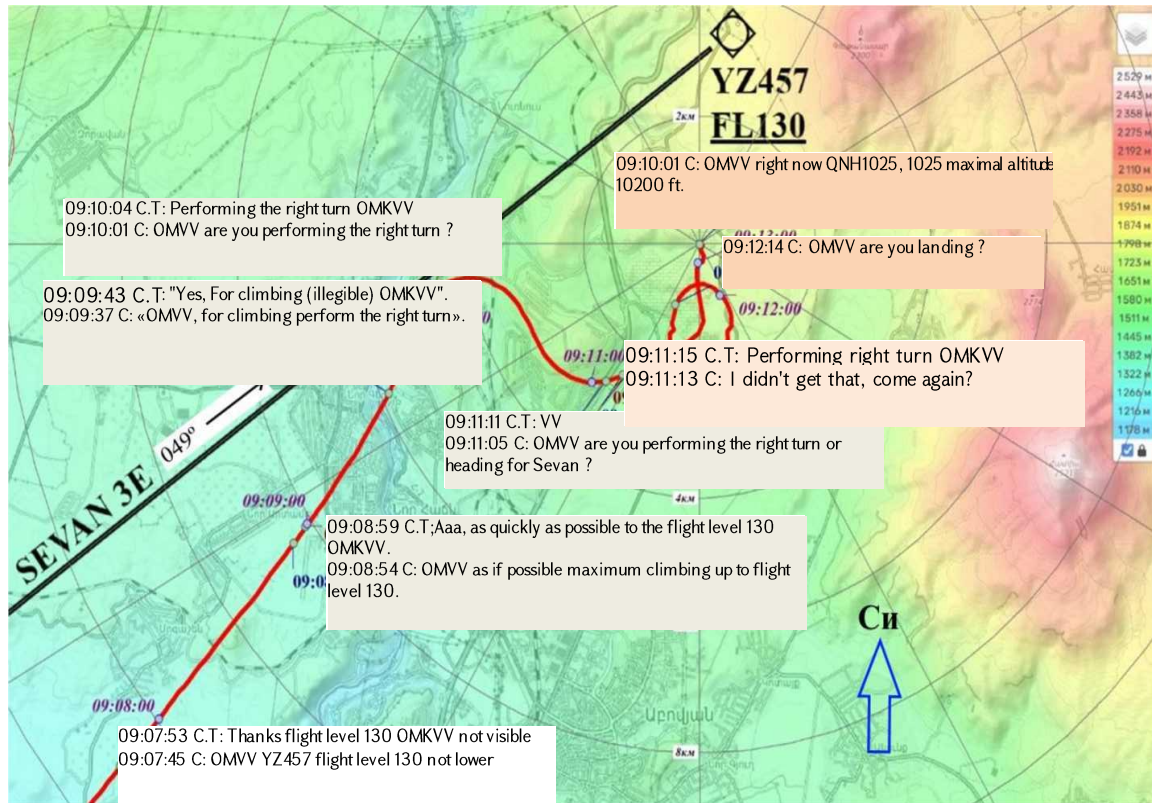 YZ457
FL130
2км
09:10:01 C: OMVV right now QNH1025, 1025 maximal altitude
10200 ft.
09:10:04 C.T: Performing the right turn OMKVV
09:10:01 C: OMVV are you performing the right turn ?
09:12:14 C: OMVV are you landing ?
09:09:43 C.T: "Yes, For climbing (illegible) OMKVV".
09:09:37 C: «OMVV, for climbing perform the right turn».
09:12:00
09:11:00
09:11:15 C.T: Performing right turn OMKVV
09:11:13 C: I didn't get that, come again?
09:11:11 C.T: VV
09:11:05 C: OMVV are you performing the right turn or
heading for Sevan ?
049º
SEVAN 3E
4км
09:09:00
09:08:59 C.T;Aaa, as quickly as possible to the flight level 130
OMKVV.
09:08:54 C: OMVV as if possible maximum climbing up to flight
level 130.
Си
09:08:00
Աբովյան
8км
09:07:53 C.T: Thanks flight level 130 OMKVV not visible
09:07:45 C: OMVV YZ457 flight level 130 not lower
2529 м
2443 м
2358 м
2275 м
2192 м
2110 м
2030 м
1951 м
1874 м
1798 м
1723 м
1651 м
1580 м
1511 м
1445 м
1382 м
1322 м
1266 м
1216 м
1178 м